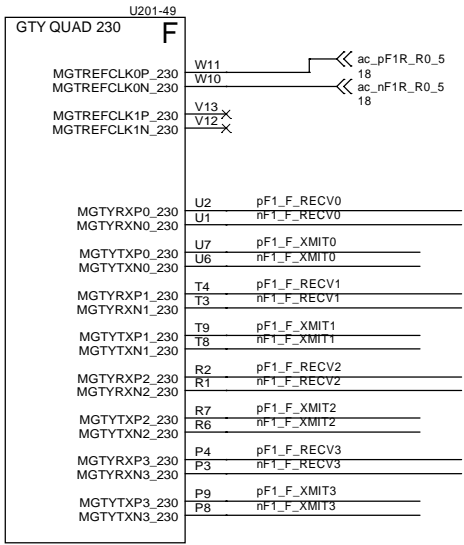 U201-49
GTY QUAD 230 F
MGTREFCLK0P_230 W11 ac_pF1R_R0_5
18
MGTREFCLK0N_230 W10 ac_nF1R_R0_5
18
MGTREFCLK1P_230 V13
MGTREFCLK1N_230 V12
MGTYRXP0_230 U2 pF1_F_RECV0
MGTYRXN0_230 U1 nF1_F_RECV0
MGTYTXP0_230 U7 pF1_F_XMIT0
MGTYTXN0_230 U6 nF1_F_XMIT0
MGTYRXP1_230 T4 pF1_F_RECV1
MGTYRXN1_230 T3 nF1_F_RECV1
MGTYTXP1_230 T9 pF1_F_XMIT1
MGTYTXN1_230 T8 nF1_F_XMIT1
MGTYRXP2_230 R2 pF1_F_RECV2
MGTYRXN2_230 R1 nF1_F_RECV2
MGTYTXP2_230 R7 pF1_F_XMIT2
MGTYTXN2_230 R6 nF1_F_XMIT2
MGTYRXP3_230 P4 pF1_F_RECV3
MGTYRXN3_230 P3 nF1_F_RECV3
MGTYTXP3_230 P9 pF1_F_XMIT3
MGTYTXN3_230 P8 nF1_F_XMIT3